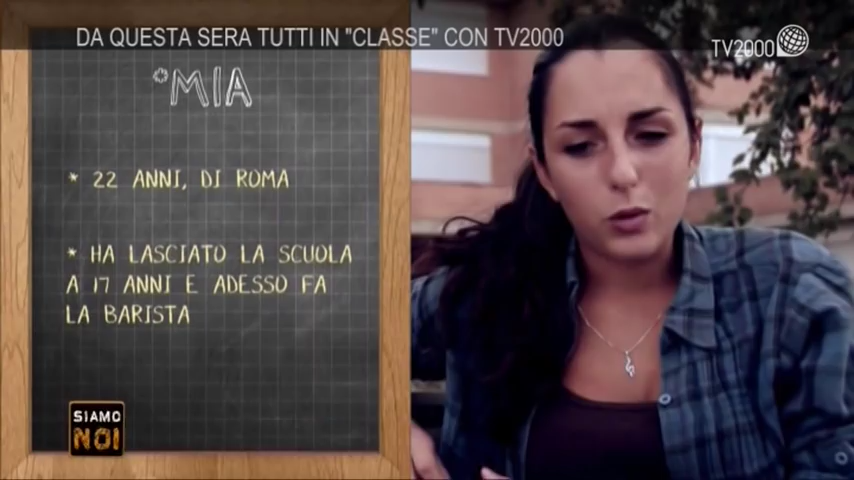 DA QUESTA SERA TUTTI IN "CLASSE" CON TV2000
TV2000
*MIA
* 22 ANNI, DI ROMA
* HA LASCIATO LA SCUOLA
A 17 ANNI E ADESSO FA
LA BARISTA
SIAMO
NOI